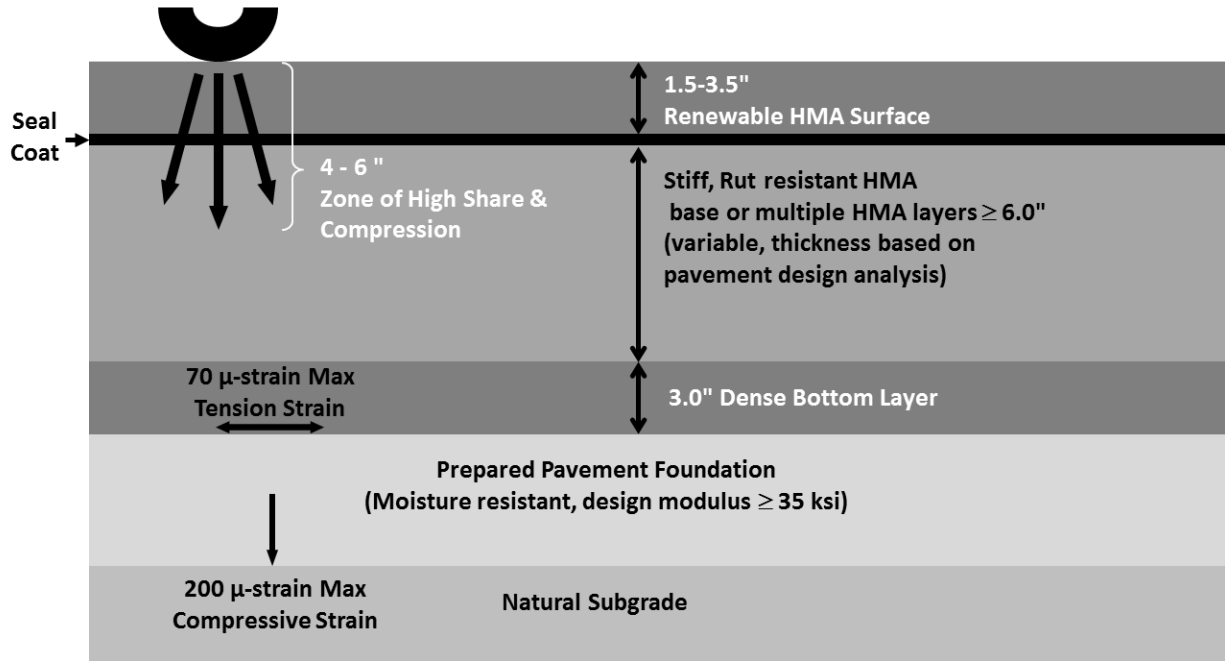 1.5-3.5"
Renewable HMA Surface
Seal
Coat
4 - 6 "
Zone of High Share &
Compression
Stiff, Rut resistant HMA
base or multiple HMA layers ≥ 6.0"
(variable, thickness based on
pavement design analysis)
70 µ-strain Max
Tension Strain
3.0" Dense Bottom Layer
Prepared Pavement Foundation
(Moisture resistant, design modulus ≥ 35 ksi)
200 µ-strain Max
Compressive Strain
Natural Subgrade